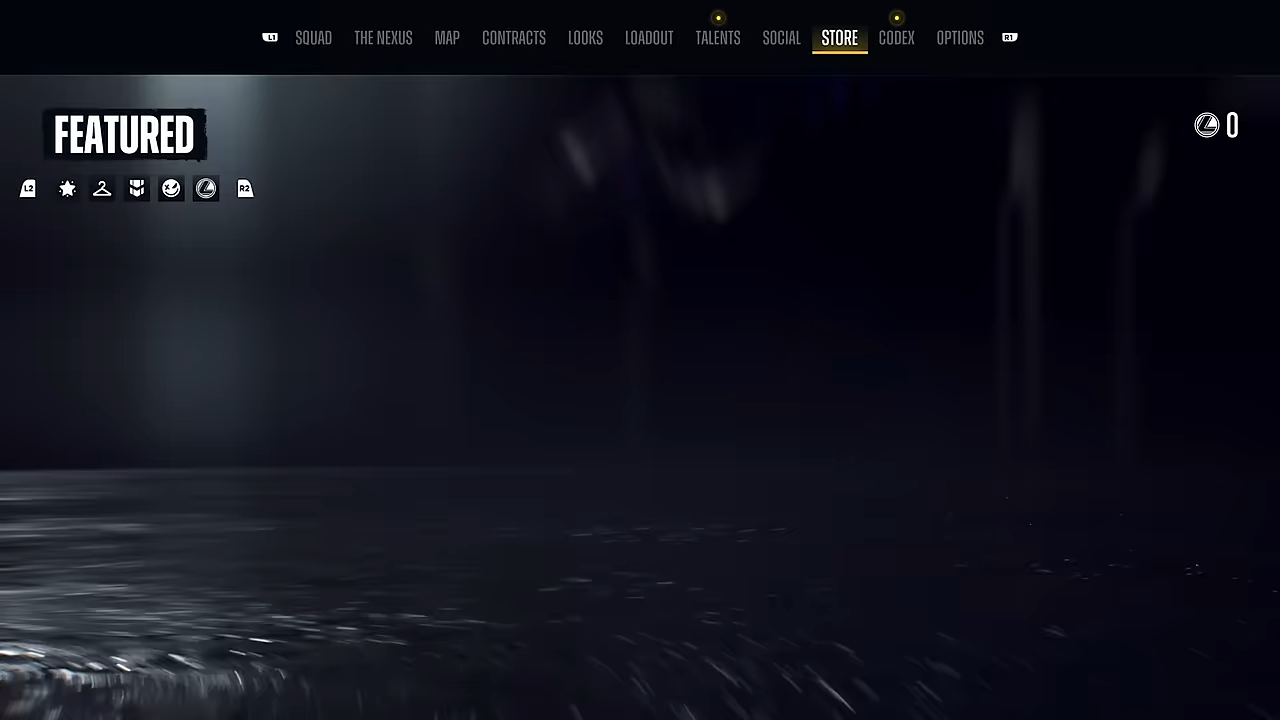 L1 SQUAD THE NEXUS MAP CONTRACTS LOOKS LOADOUT TALENTS SOCIAL STORE CODEX OPTIONS R1
FEATURED
0
L2 R2